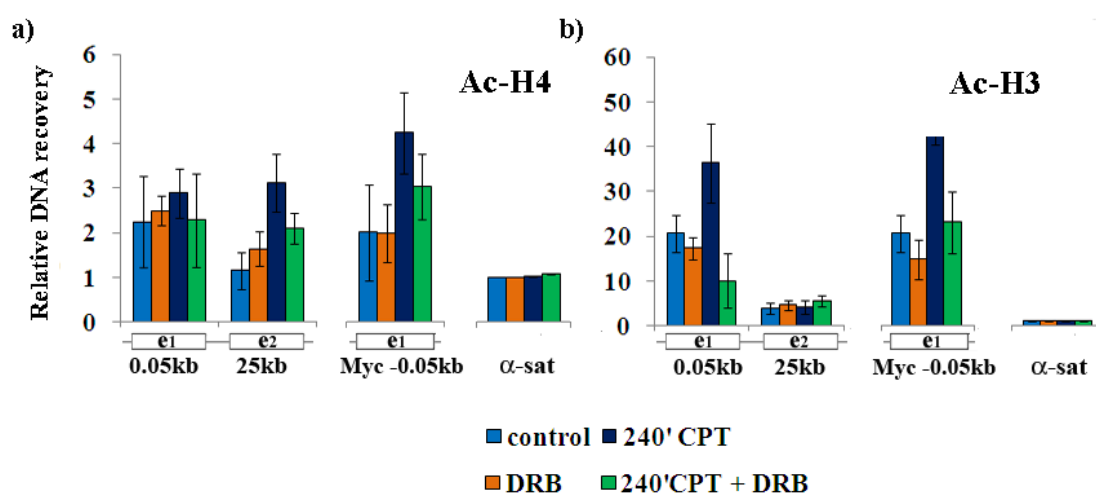 a)
Relative DNA recovery
6
5
4
3
2
1
0
Ac-H4
e1 e2 e1
0.05kb 25kb Myc -0.05kb α-sat
b)
60
50
40
30
20
10
0
Ac-H3
e1 e2 e1
0.05kb 25kb Myc -0.05kb α-sat
control 240' CPT
DRB 240'CPT + DRB